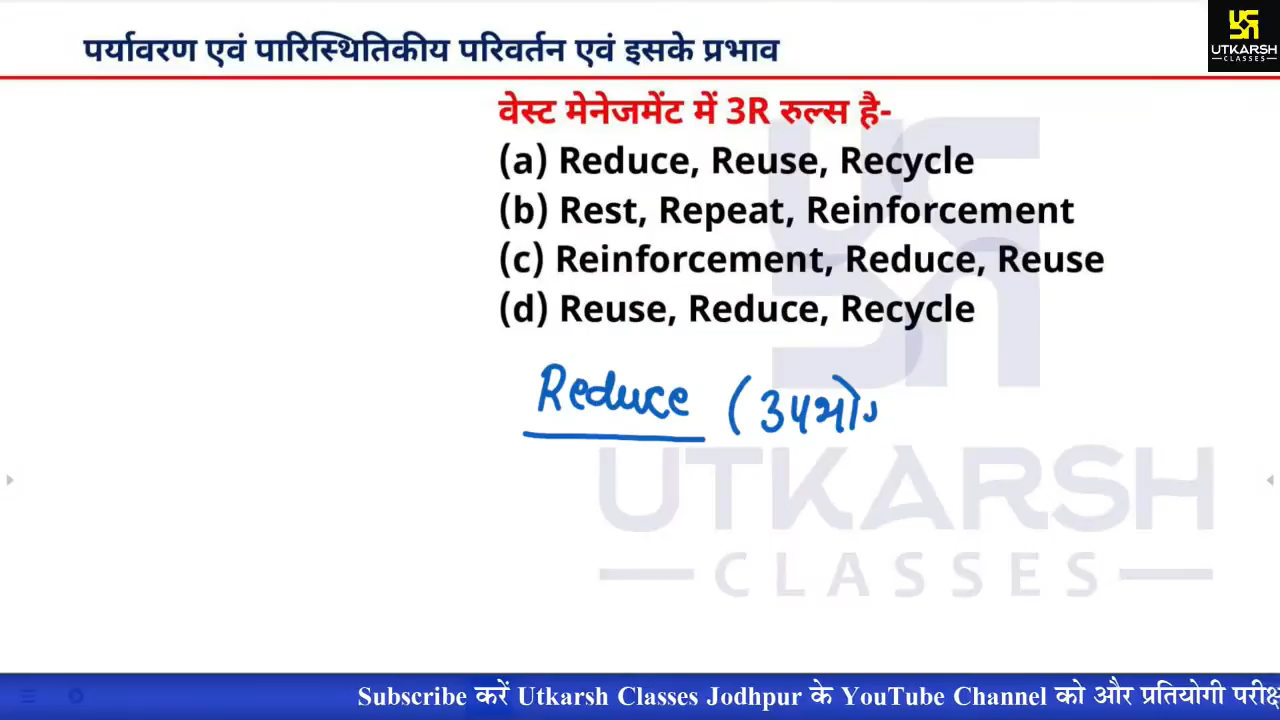 पर्यावरण एवं पारिस्थितिकीय परिवर्तन एवं इसके प्रभाव
UTKARSH
CLASSES
वेस्ट मेनेजमेंट में 3R रुल्स है-
(a) Reduce, Reuse, Recycle
(b) Rest, Repeat, Reinforcement
(c) Reinforcement, Reduce, Reuse
(d) Reuse, Reduce, Recycle
Reduce (
UTKARSH
CLASSES
Subscribe करें Utkarsh Classes Jodhpur के YouTube Channel को और प्रतियोगी